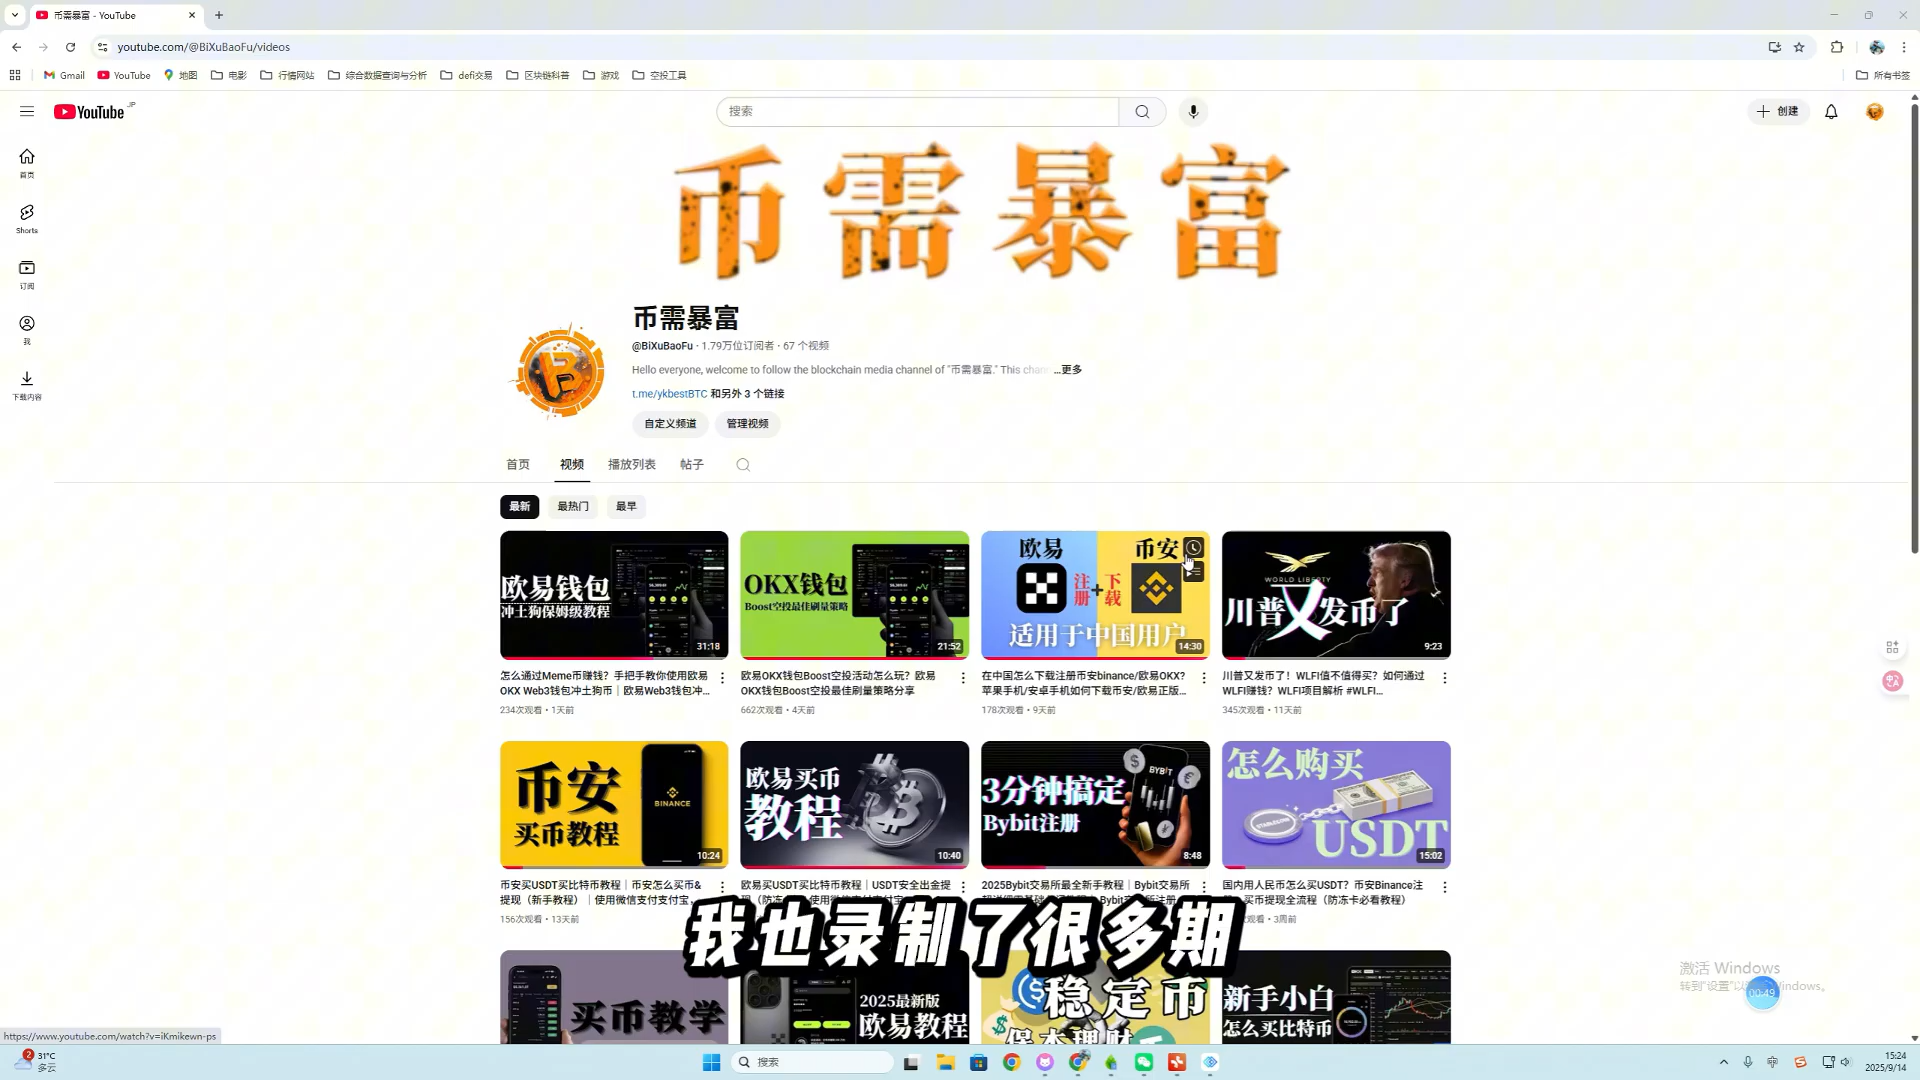 币需暴富 - YouTube
youtube.com/@BiXuBaoFu/videos
Gmail
YouTube
地图
电影
行情网站
综合数据查询与分析
defi交易
区块链科普
游戏
空投工具
所有书签
YouTube JP
搜索
创建
首页
Shorts
订阅
我
下载内容
币需暴富
币需暴富
@BiXuBaoFu · 1.79万位订阅者 · 67 个视频
Hello everyone, welcome to follow the blockchain media channel of "币需暴富." This chan ...更多
t.me/ykbestBTC 和另外 3 个链接
自定义频道
管理视频
首页
视频
播放列表
帖子
最新
最热门
最早
欧易钱包
冲土狗保姆级教程
31:18
OKX钱包
Boost空投最佳刷量策略
21:52
欧易
币安
注册+下载
适用于中国用户
14:30
WORLD LIBERTY
川普又发币了
9:23
怎么通过Meme币赚钱？手把手教你使用欧易
OKX Web3钱包冲土狗币｜欧易Web3钱包冲...
234次观看 • 1天前
欧易OKX钱包Boost空投活动怎么玩？欧易
OKX钱包Boost空投最佳刷量策略分享
662次观看 • 4天前
在中国怎么下载注册币安binance/欧易OKX?
苹果手机/安卓手机如何下载币安/欧易正版...
178次观看 • 9天前
川普又发币了！WLFI值不值得买？如何通过
WLFI赚钱？WLFI项目解析 #WLFI...
345次观看 • 11天前
币安
买币教程
BINANCE
10:24
欧易买币
教程
10:40
3分钟搞定
Bybit注册
BYBIT
8:48
怎么购买
USDT
15:02
币安买USDT买比特币教程｜币安怎么买币&
提现（新手教程）｜使用微信支付支付宝...
156次观看 • 13天前
欧易买USDT买比特币教程｜USDT安全出金提
2025Bybit交易所最全新手教程｜Bybit交易所
国内用人民币怎么买USDT？币安Binance注
买币提现全流程（防冻卡必看教程）
次观看 • 3周前
我也录制了很多期
买币教学
2025最新版
欧易教程
稳定币
保本理财
新手小白
怎么买比特币
激活 Windows
00:49
https://www.youtube.com/watch?v=iKmikewn-ps
2
31°C
多云
搜索
中
15:24
2025/9/14